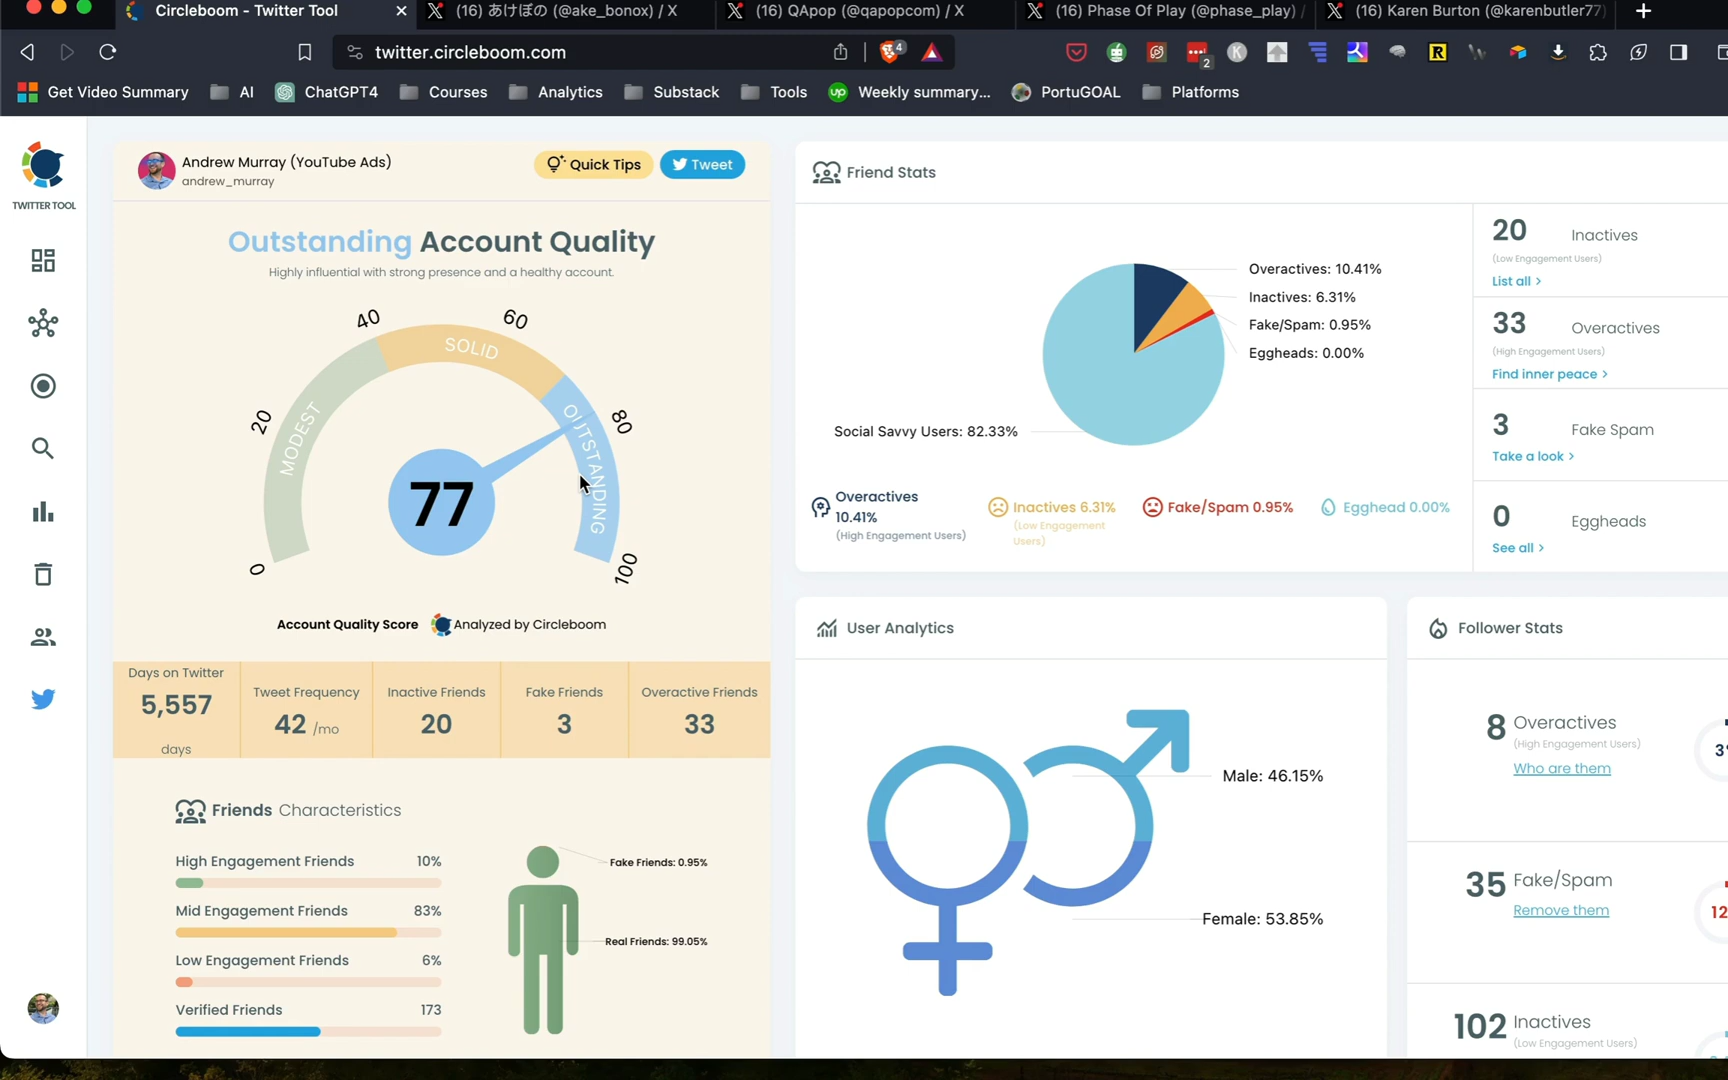 Circleboom - Twitter Tool
(16) あけぼの (@ake_bonox) / X
(16) QApop (@qapopcom) / X
(16) Phase Of Play (@phase_play) /
(16) Karen Burton (@karenbutler77)
twitter.circleboom.com
4
2
K
R
Get Video Summary
AI
ChatGPT4
Courses
Analytics
Substack
Tools
up
Weekly summary...
PortuGOAL
Platforms
TWITTER TOOL
Andrew Murray (YouTube Ads)
andrew_murray
Quick Tips
Tweet
Outstanding Account Quality
Highly influential with strong presence and a healthy account.
0
20
40
60
80
100
MODEST
SOLID
OUTSTANDING
77
Account Quality Score
Analyzed by Circleboom
Days on Twitter
5,557
days
Tweet Frequency
42 /mo
Inactive Friends
20
Fake Friends
3
Overactive Friends
33
Friends Characteristics
High Engagement Friends 10%
Mid Engagement Friends 83%
Low Engagement Friends 6%
Verified Friends 173
Fake Friends: 0.95%
Real Friends: 99.05%
Friend Stats
Overactives: 10.41%
Inactives: 6.31%
Fake/Spam: 0.95%
Eggheads: 0.00%
Social Savvy Users: 82.33%
Overactives
10.41%
(High Engagement Users)
Inactives 6.31%
(Low Engagement
Users)
Fake/Spam 0.95%
Egghead 0.00%
20 Inactives
(Low Engagement Users)
List all >
33 Overactives
(High Engagement Users)
Find inner peace >
3 Fake Spam
Take a look >
0 Eggheads
See all >
User Analytics
Male: 46.15%
Female: 53.85%
Follower Stats
8 Overactives
(High Engagement Users)
Who are them
3
35 Fake/Spam
Remove them
12
102 Inactives
(Low Engagement Users)